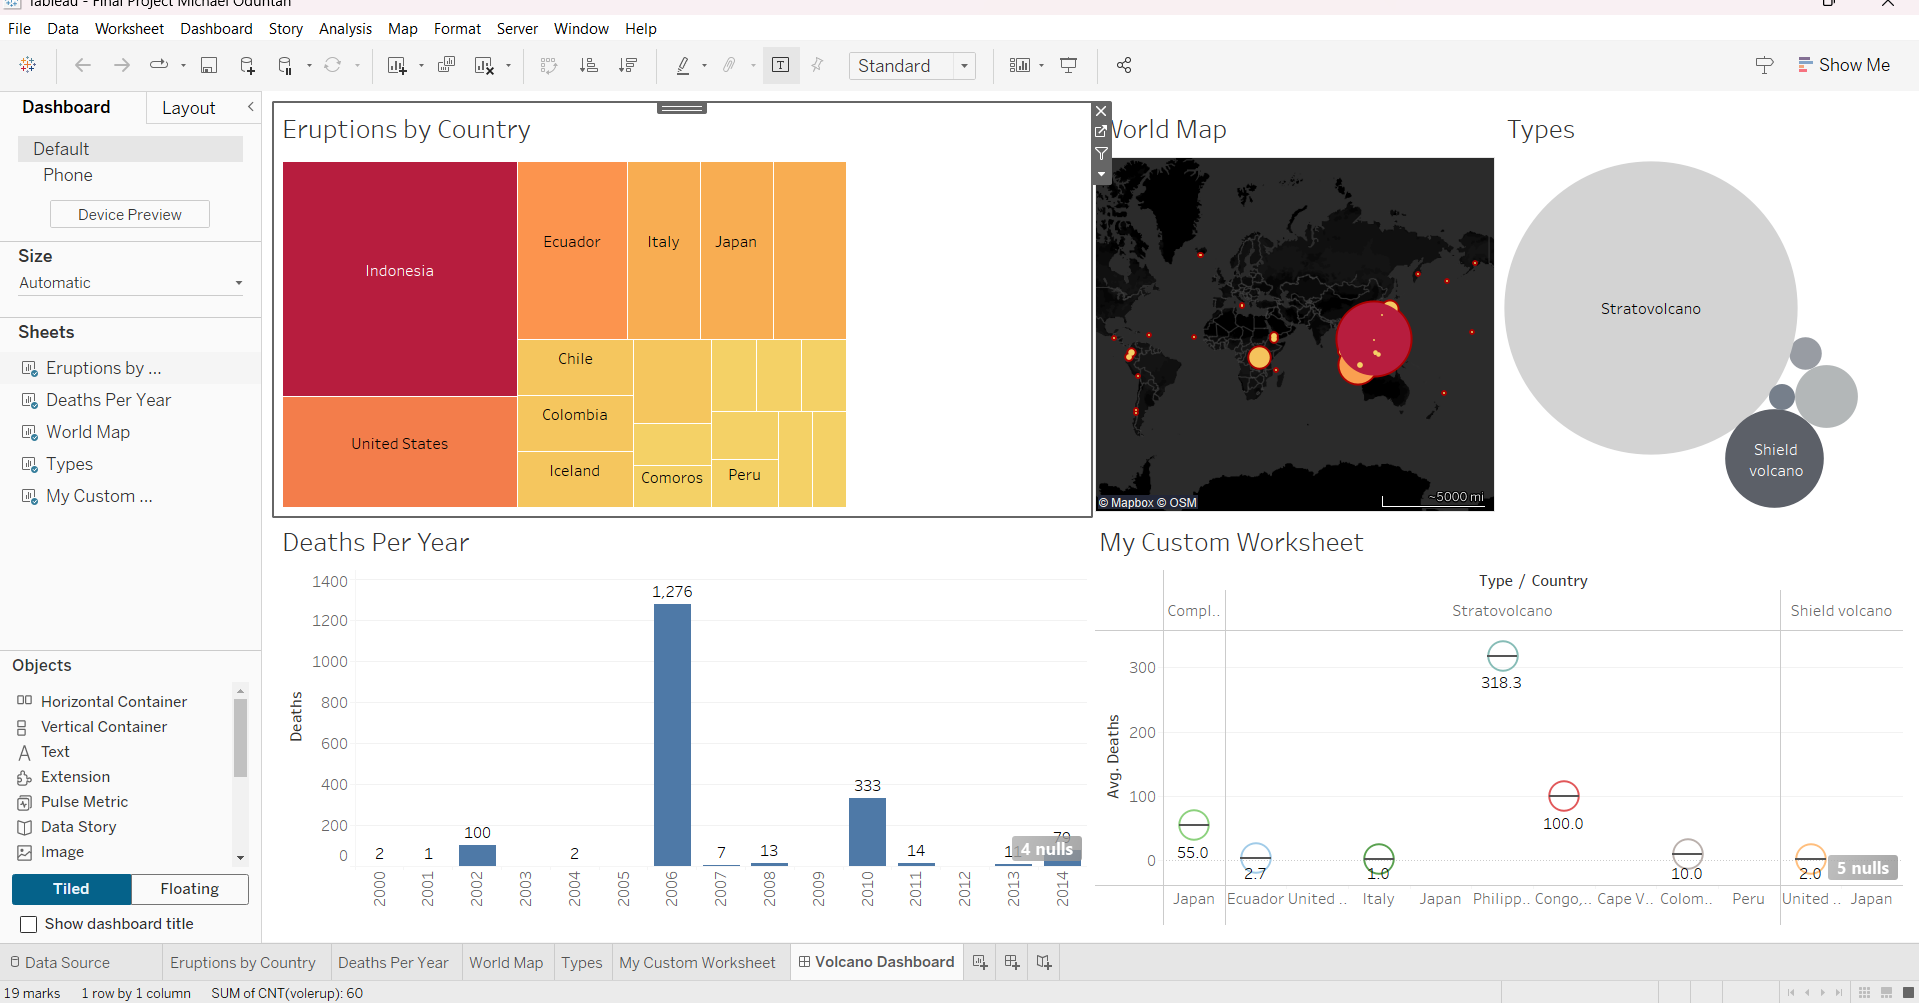 Tableau - Final Project Michael Oduntan
File Data Worksheet Dashboard Story Analysis Map Format Server Window Help
Standard
Show Me
Dashboard Layout
Default
Phone
Device Preview
Size
Automatic
Sheets
Eruptions by ...
Deaths Per Year
World Map
Types
My Custom ...
Objects
Horizontal Container
Vertical Container
Text
Extension
Pulse Metric
Data Story
Image
Tiled Floating
Show dashboard title
Eruptions by Country
Indonesia
United States
Ecuador
Italy
Japan
Chile
Colombia
Iceland
Comoros
Peru
World Map
© Mapbox © OSM
~5000 mi
Types
Stratovolcano
Shield
volcano
Deaths Per Year
Deaths
1400
1200
1000
800
600
400
200
0
2 1 100 2 1,276 7 13 333 14 11 79
4 nulls
2000 2001 2002 2003 2004 2005 2006 2007 2008 2009 2010 2011 2012 2013 2014
My Custom Worksheet
Type / Country
Compl.. Stratovolcano Shield volcano
Avg. Deaths
300
200
100
0
55.0 2.7 1.0 318.3 100.0 10.0 2.0
5 nulls
Japan Ecuador United .. Italy Japan Philipp.. Congo,.. Cape V.. Colom.. Peru United .. Japan
Data Source Eruptions by Country Deaths Per Year World Map Types My Custom Worksheet Volcano Dashboard
19 marks 1 row by 1 column SUM of CNT(volerup): 60